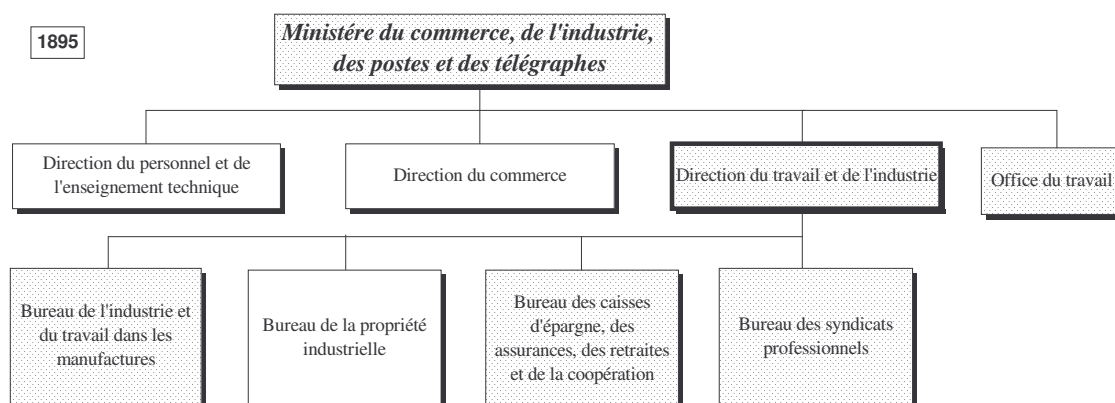 1895
Ministére du commerce, de l'industrie,
des postes et des télégraphes
Direction du personnel et de
l'enseignement technique
Direction du commerce
Direction du travail et de l'industrie
Office du travail
Bureau de l'industrie et
du travail dans les
manufactures
Bureau de la propriété
industrielle
Bureau des caisses
d'épargne, des
assurances, des retraites
et de la coopération
Bureau des syndicats
professionnels